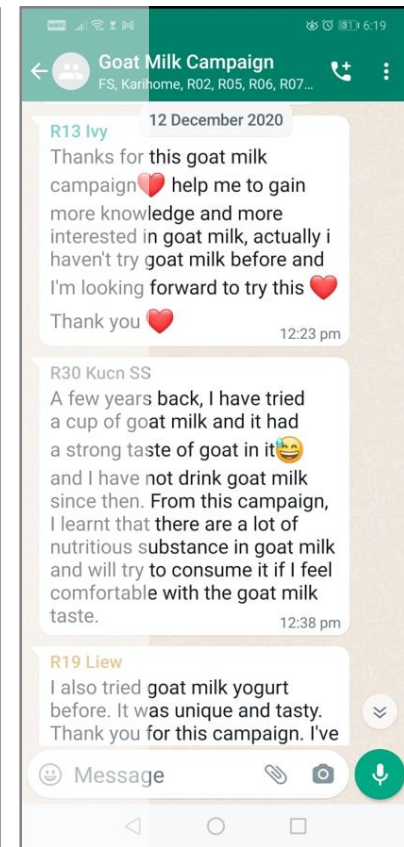 6:19
Goat Milk Campaign
FS, Karihome, R02, R05, R06, R07...
12 December 2020
R13 Ivy
Thanks for this goat milk
campaign❤️ help me to gain
more knowledge and more
interested in goat milk, actually i
haven't try goat milk before and
I'm looking forward to try this ❤️
Thank you ❤️
12:23 pm
R30 Kucn SS
A few years back, I have tried
a cup of goat milk and it had
a strong taste of goat in it😅
and I have not drink goat milk
since then. From this campaign,
I learnt that there are a lot of
nutritious substance in goat milk
and will try to consume it if I feel
comfortable with the goat milk
taste.
12:38 pm
R19 Liew
I also tried goat milk yogurt
before. It was unique and tasty.
Thank you for this campaign. I've
Message